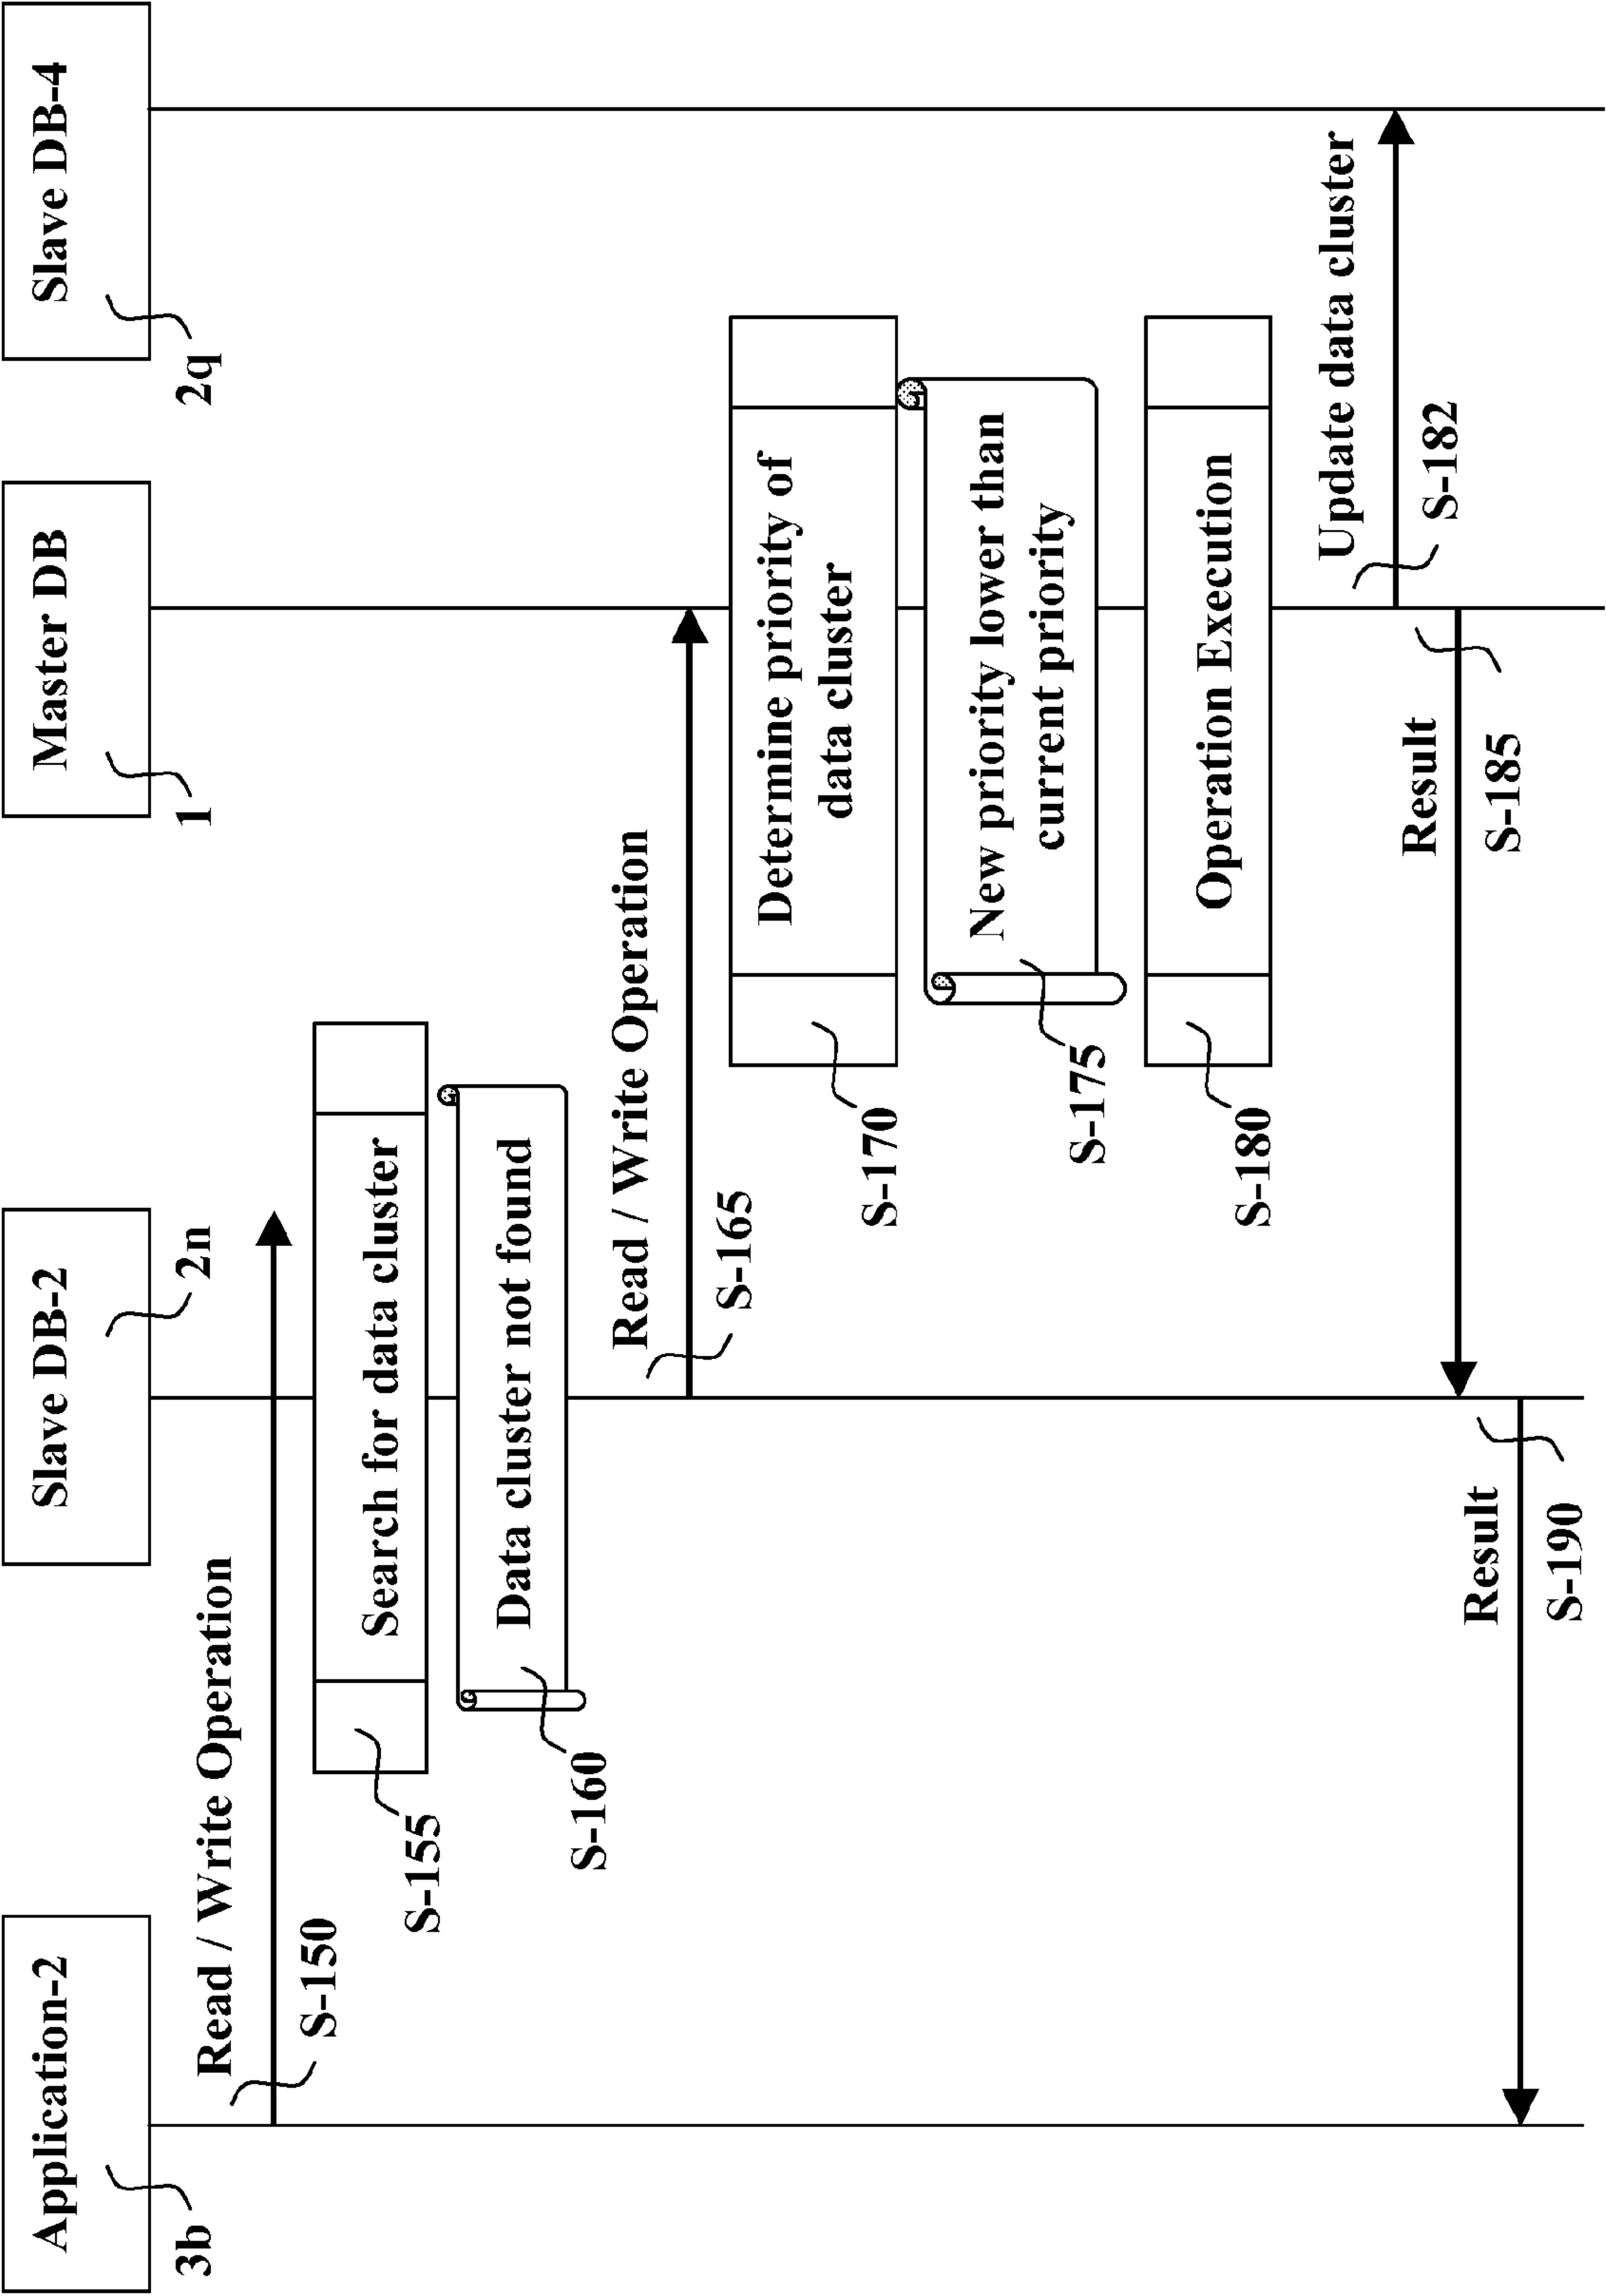 Application-2
3b
Slave DB-2
2n
Master DB
1
Slave DB-4
2q
Read / Write Operation
S-150
Search for data cluster
S-155
Data cluster not found
S-160
Read / Write Operation
S-165
Determine priority of
data cluster
S-170
New priority lower than
current priority
S-175
Operation Execution
S-180
Update data cluster
S-182
Result
S-185
Result
S-190